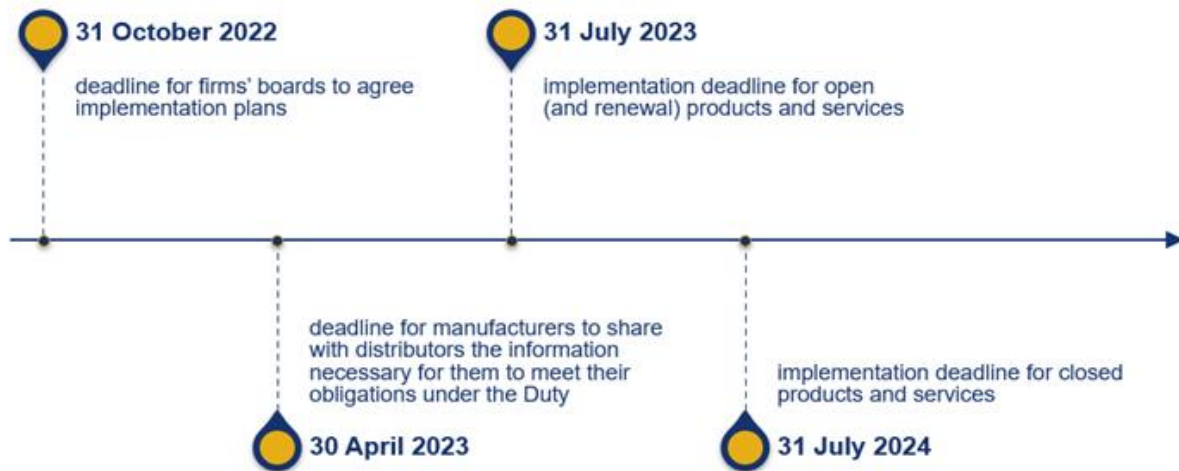 31 October 2022
deadline for firms' boards to agree
implementation plans
31 July 2023
implementation deadline for open
(and renewal) products and services
deadline for manufacturers to share
with distributors the information
necessary for them to meet their
obligations under the Duty
30 April 2023
implementation deadline for closed
products and services
31 July 2024